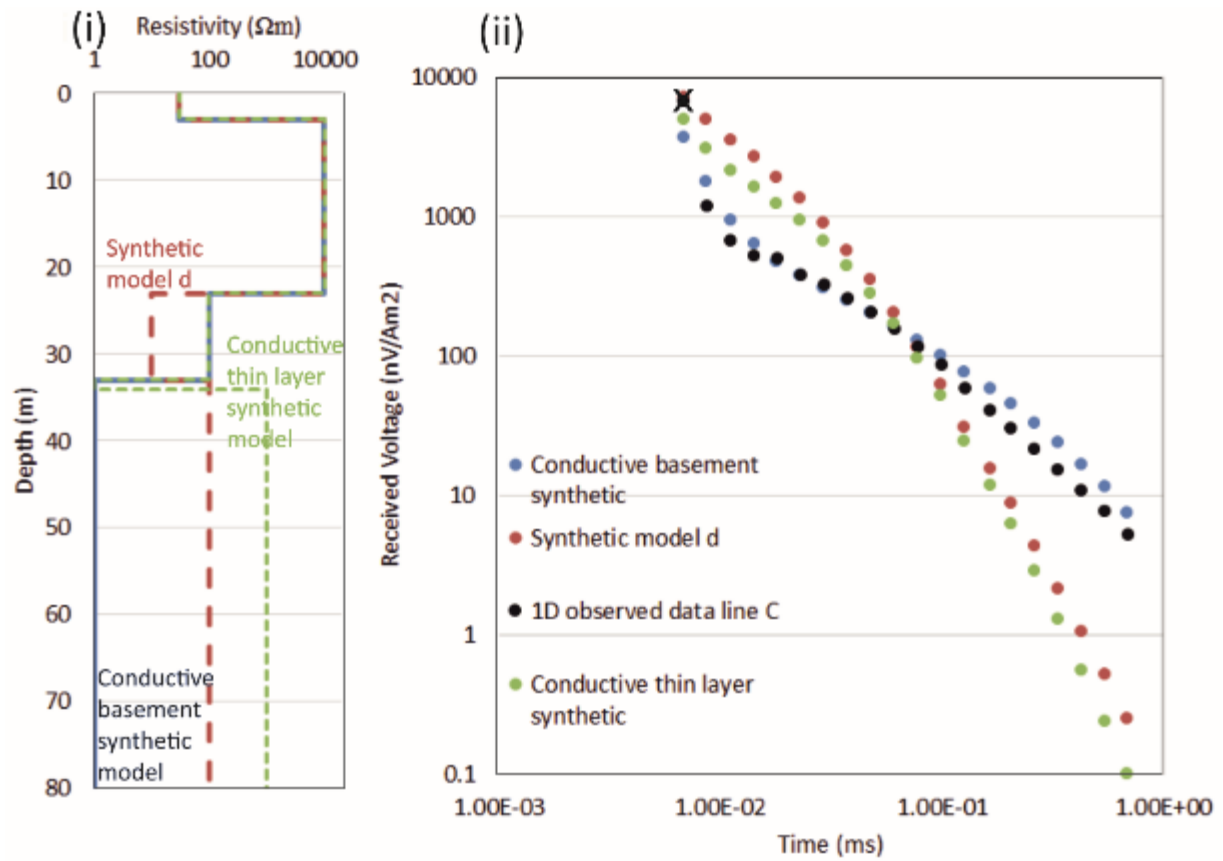 (i)
Resistivity (Ωm)
1 100 10000
0
10
20
30
40
50
60
70
80
Depth (m)
Synthetic
model d
Conductive
thin layer
synthetic
model
Conductive
basement
synthetic
model
(ii)
10000
1000
100
10
1
0.1
Received Voltage (nV/Am2)
Conductive basement
synthetic
Synthetic model d
1D observed data line C
Conductive thin layer
synthetic
1.00E-03 1.00E-02 1.00E-01 1.00E+00
Time (ms)